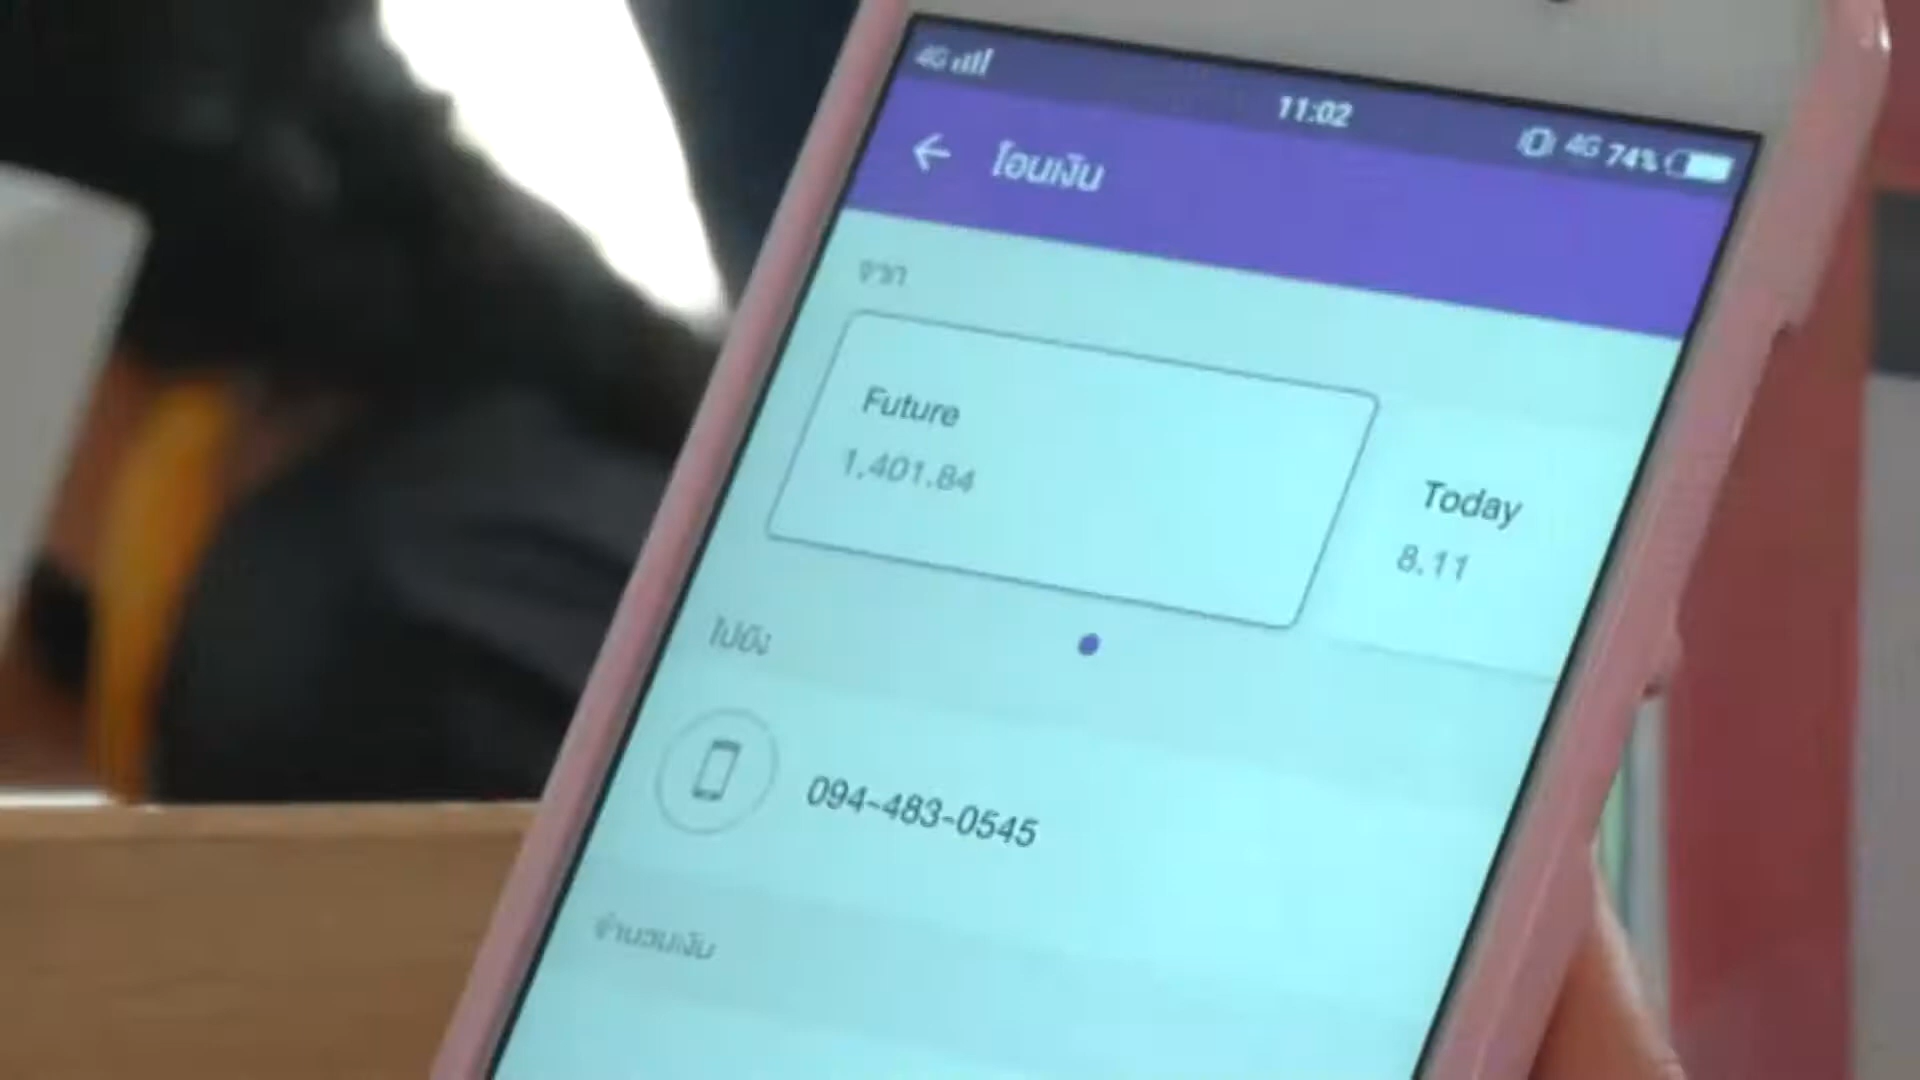 4G
11:02
4G 74%
โอนเงิน
จาก
Future
1,401.84
Today
8.11
ไปยัง
094-483-0545
จำนวนเงิน